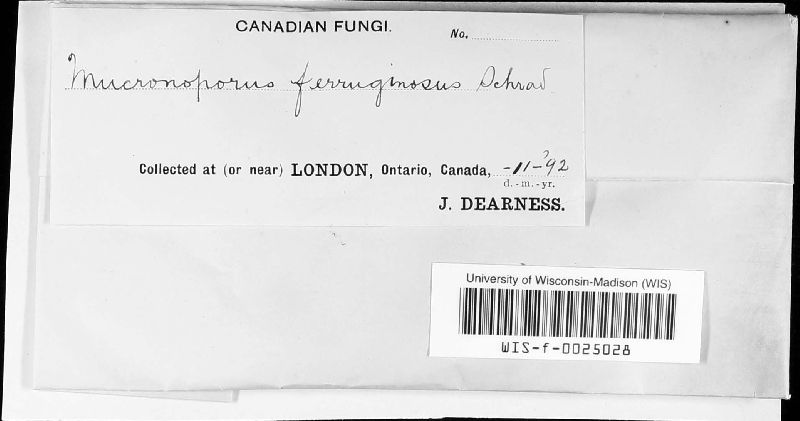 CANADIAN FUNGI.
No.
Mucronoporus ferruginosus Schrad
Collected at (or near) LONDON, Ontario, Canada, -11-'92
d. - m. - yr.
J. DEARNESS.
University of Wisconsin-Madison (WIS)
WIS-f-0025028